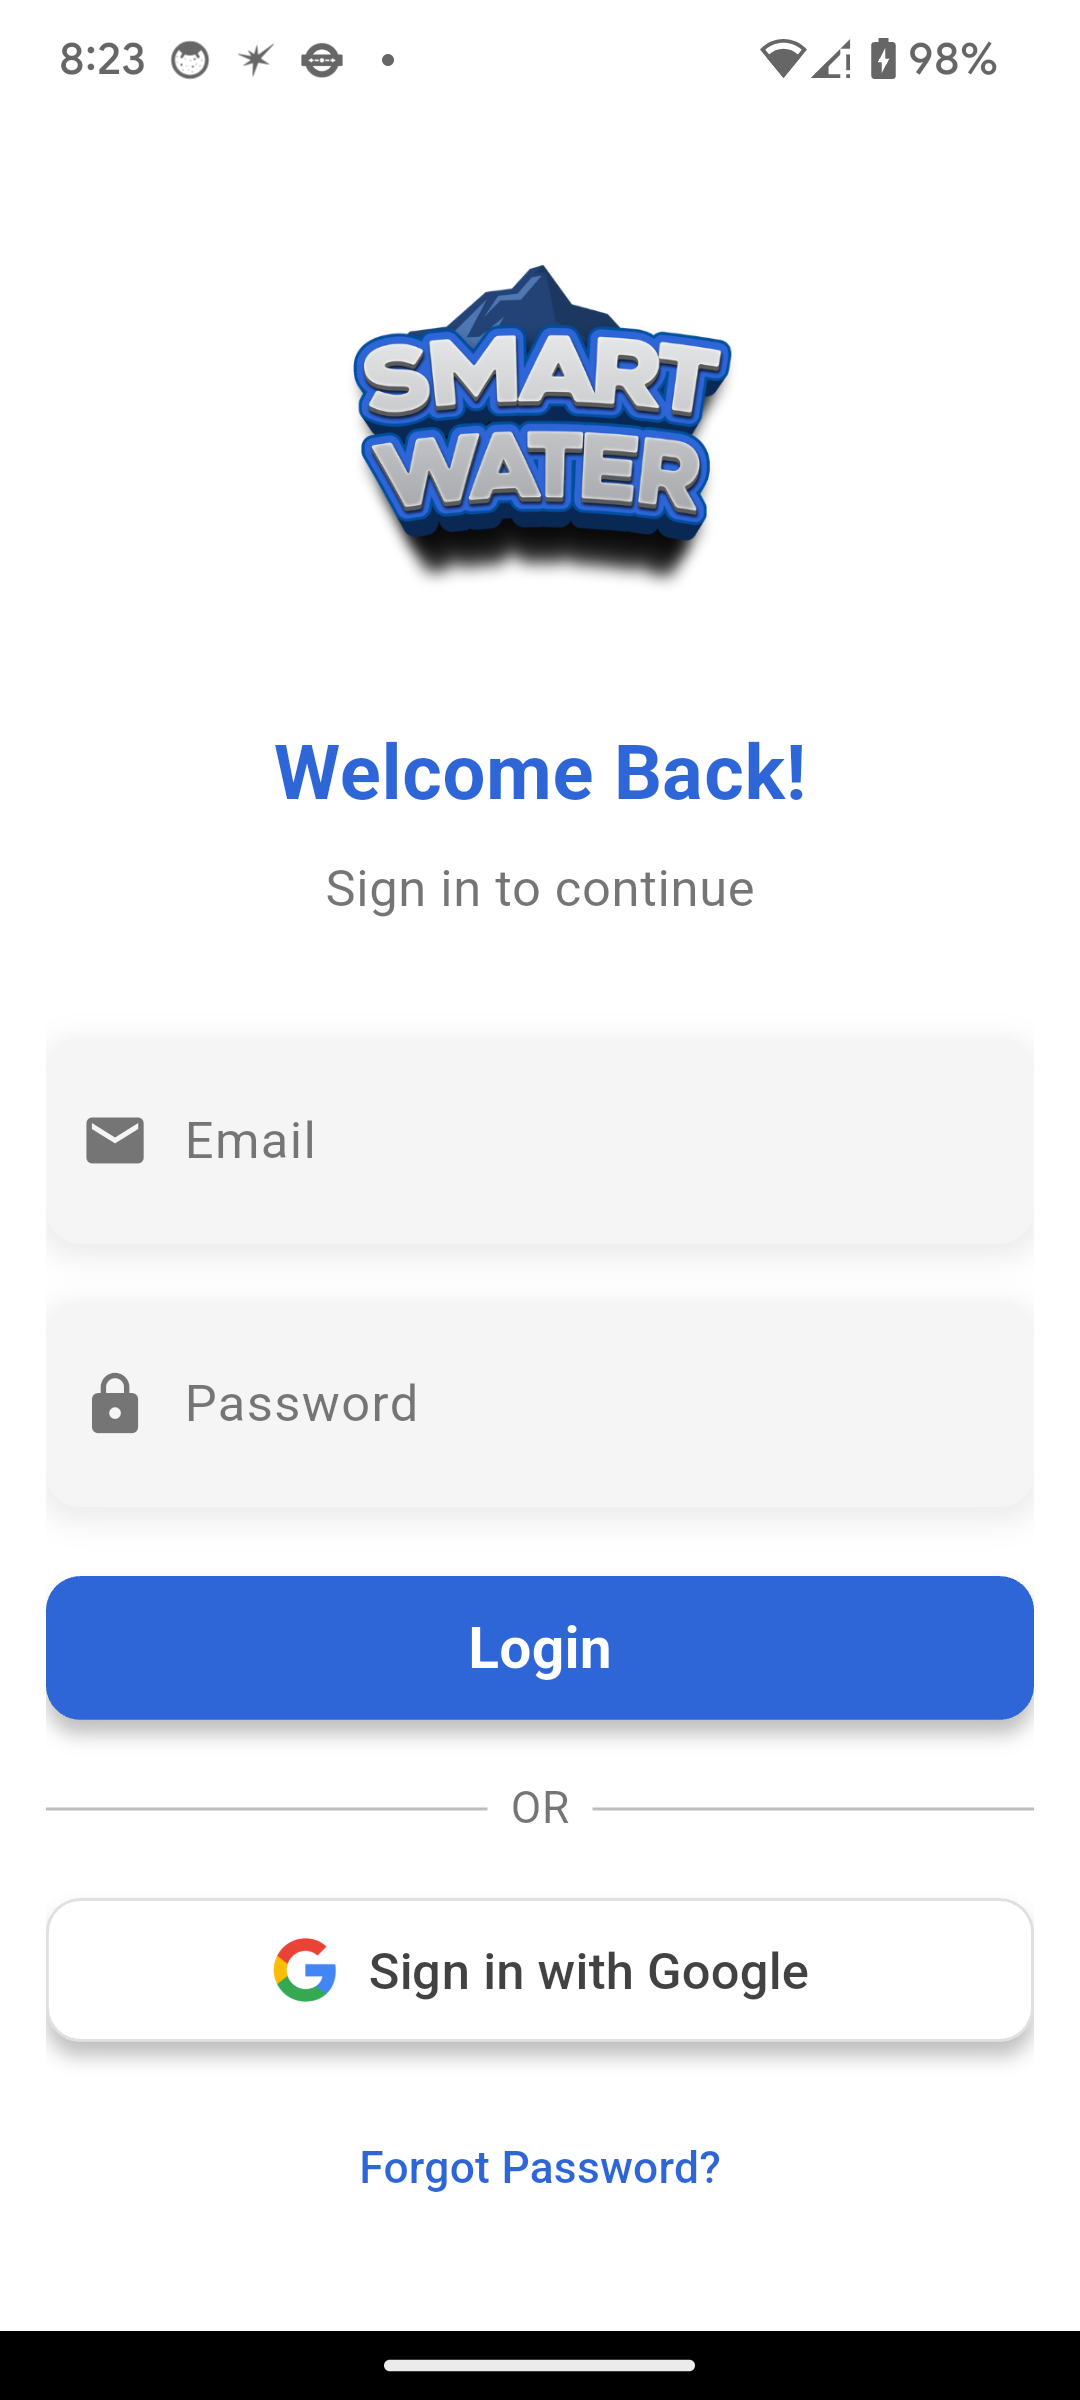 8:23
98%
SMART
WATER
Welcome Back!
Sign in to continue
Email
Password
Login
OR
Sign in with Google
Forgot Password?